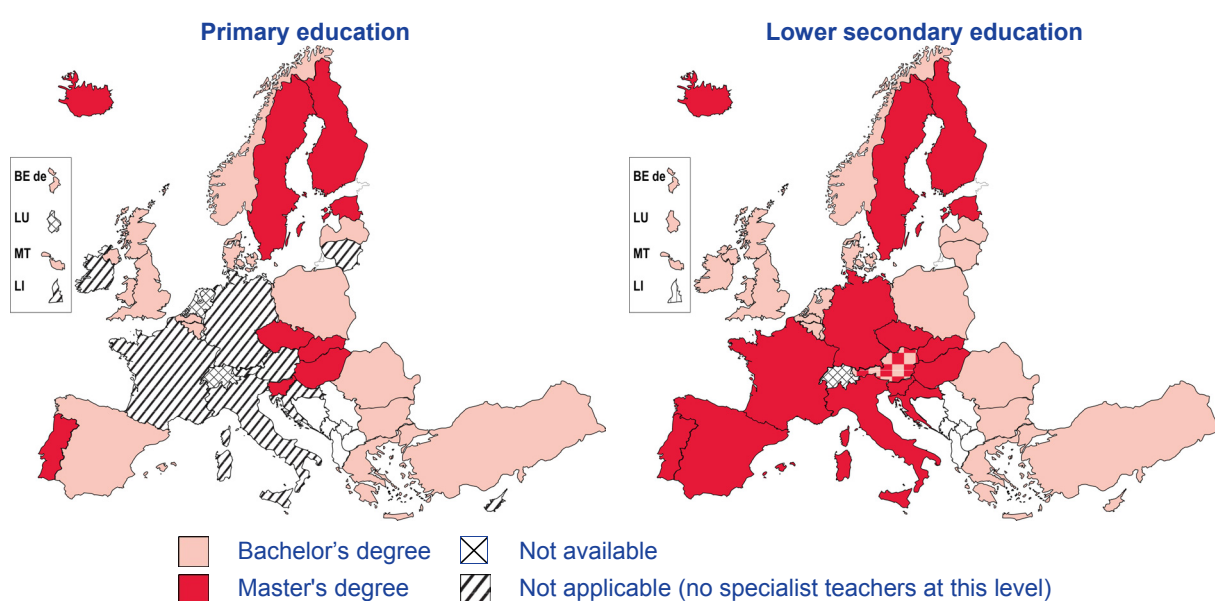 Primary education
Lower secondary education
BE de
LU
MT
LI
BE de
LU
MT
LI
Bachelor's degree
Not available
Master's degree
Not applicable (no specialist teachers at this level)